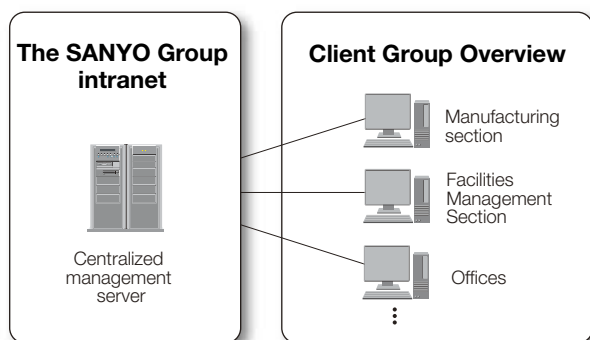 The SANYO Group
intranet
Centralized
management
server
Client Group Overview
Manufacturing
section
Facilities
Management
Section
Offices